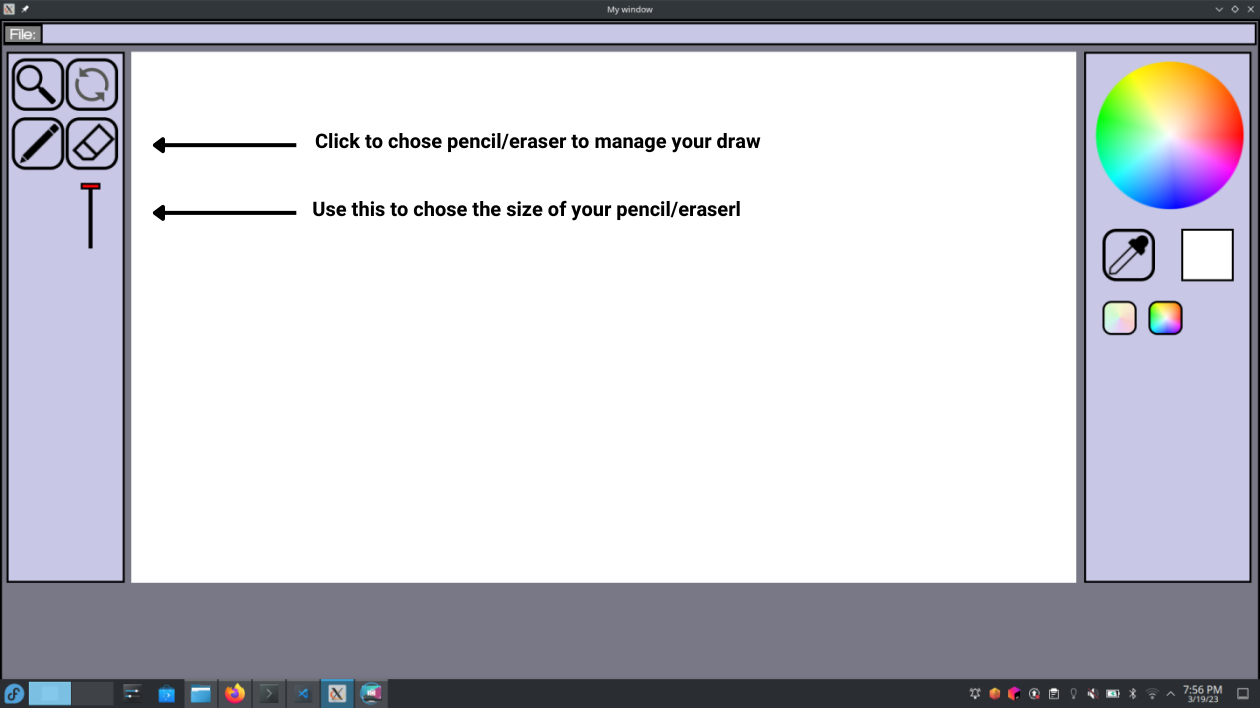 My window
File:
Click to chose pencil/eraser to manage your draw
Use this to chose the size of your pencil/eraserl
7:56 PM
3/19/23